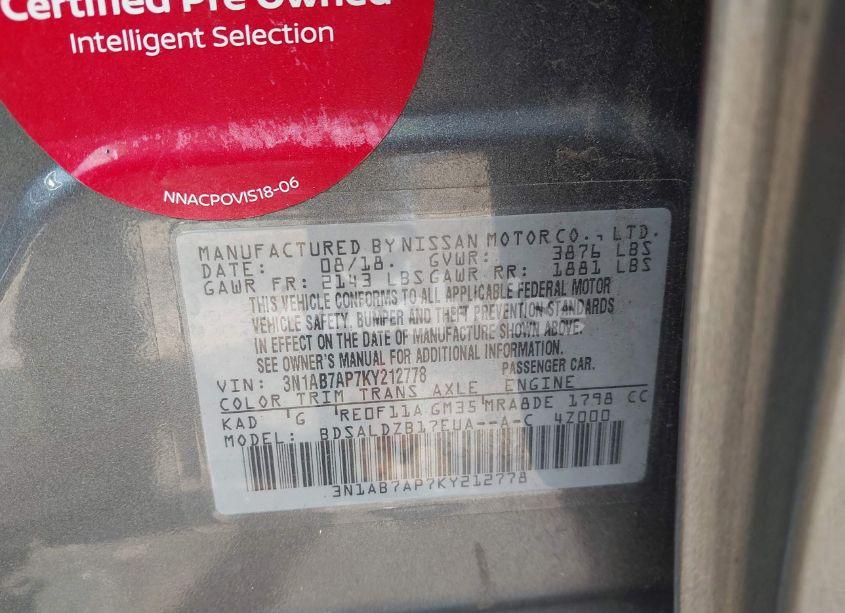 Certified Pre Owned
Intelligent Selection
NNACPOVIS18-06
MANUFACTURED BY NISSAN MOTOR CO., LTD.
DATE: 08/18. GVWR: 3876 LBS
GAWR FR: 2143 LBS GAWR RR: 1881 LBS
THIS VEHICLE CONFORMS TO ALL APPLICABLE FEDERAL MOTOR
VEHICLE SAFETY, BUMPER AND THEFT PREVENTION STANDARDS
IN EFFECT ON THE DATE OF MANUFACTURE SHOWN ABOVE.
SEE OWNER'S MANUAL FOR ADDITIONAL INFORMATION.
VIN: 3N1AB7AP7KY212778 PASSENGER CAR.
COLOR TRIM TRANS AXLE ENGINE
KAD G RE0F11A GM35 MRA8DE 1798 CC
MODEL: BDSALDZB17EUA--A-C 4Z000
3N1AB7AP7KY212778